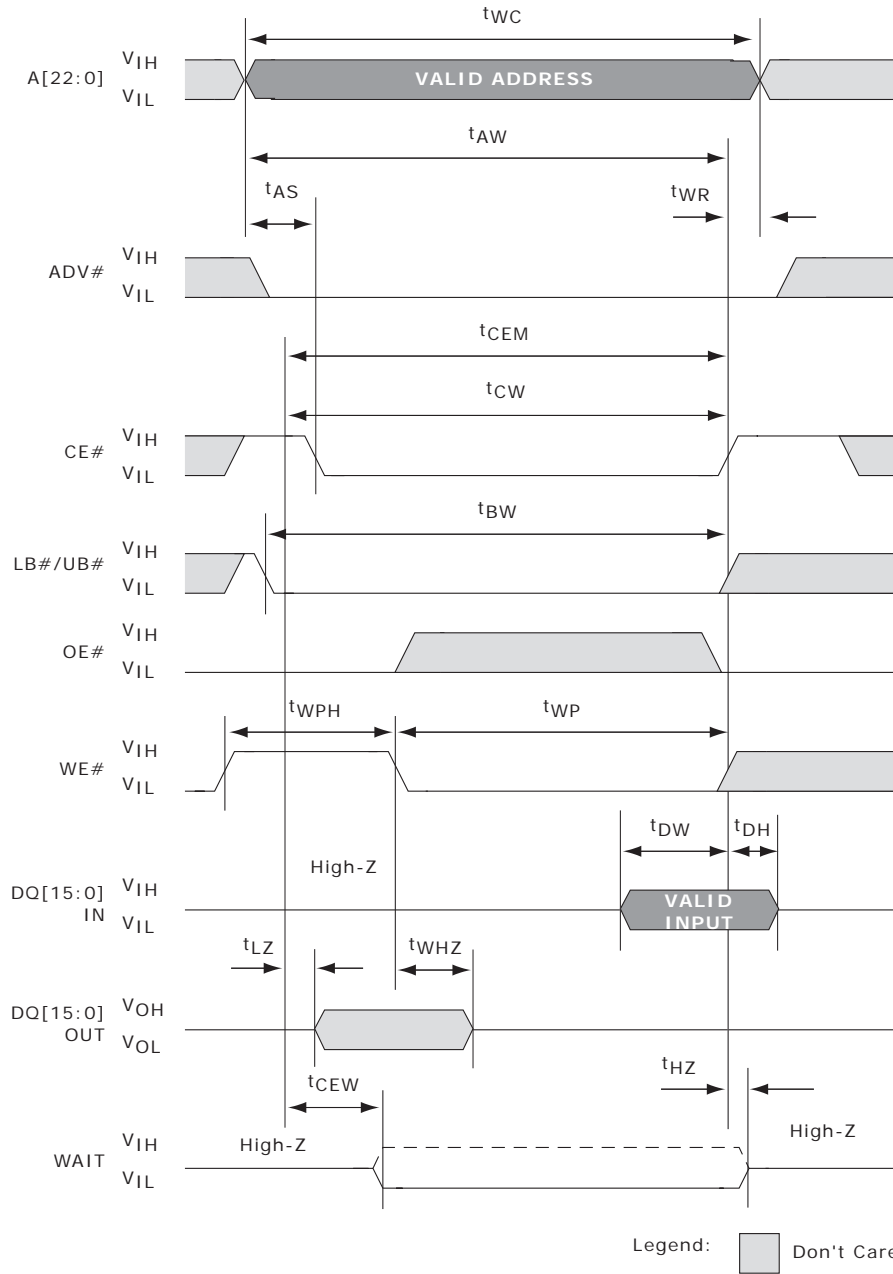 tWC
A[22:0] VIH VIL VALID ADDRESS
tAW
tAS tWR
ADV# VIH VIL
tCEM
tCW
CE# VIH VIL
tBW
LB#/UB# VIH VIL
OE# VIH VIL
tWPH tWP
WE# VIH VIL
tDW tDH
High-Z
DQ[15:0] VIH
IN VIL
VALID
INPUT
tLZ tWHZ
DQ[15:0] VOH
OUT VOL
tHZ
tCEW
High-Z High-Z
WAIT VIH VIL
Legend: Don't Care